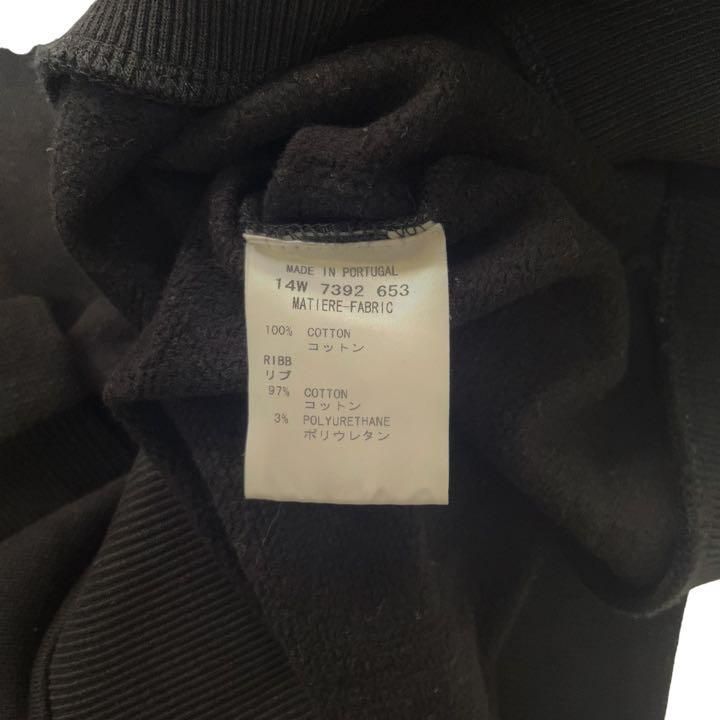 MADE IN PORTUGAL
14W 7392 653
MATIERE-FABRIC
100% COTTON
コットン
RIBB
リブ
97% COTTON
コットン
3% POLYURETHANE
ポリウレタン